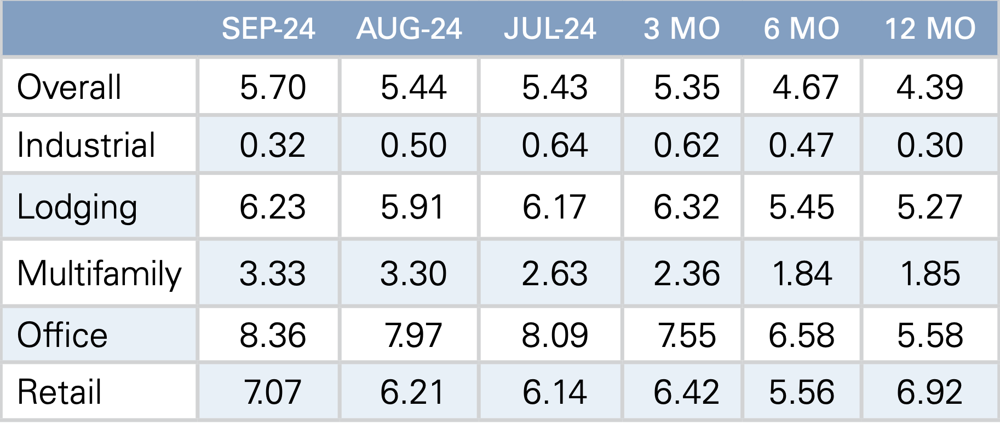 SEP-24 AUG-24 JUL-24 3 MO 6 MO 12 MO
Overall 5.70 5.44 5.43 5.35 4.67 4.39
Industrial 0.32 0.50 0.64 0.62 0.47 0.30
Lodging 6.23 5.91 6.17 6.32 5.45 5.27
Multifamily 3.33 3.30 2.63 2.36 1.84 1.85
Office 8.36 7.97 8.09 7.55 6.58 5.58
Retail 7.07 6.21 6.14 6.42 5.56 6.92